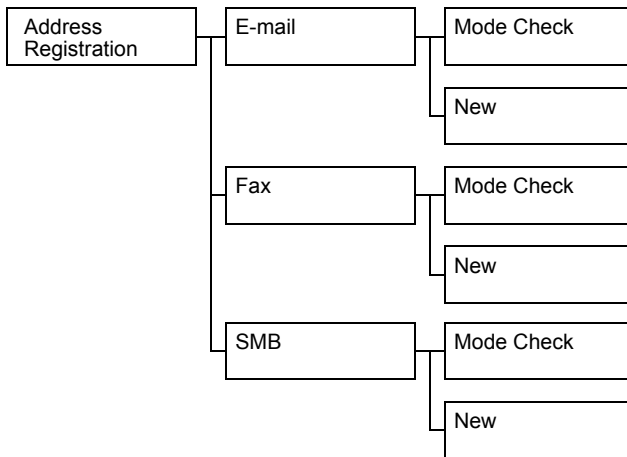 Address
Registration
E-mail
Mode Check
New
Fax
Mode Check
New
SMB
Mode Check
New